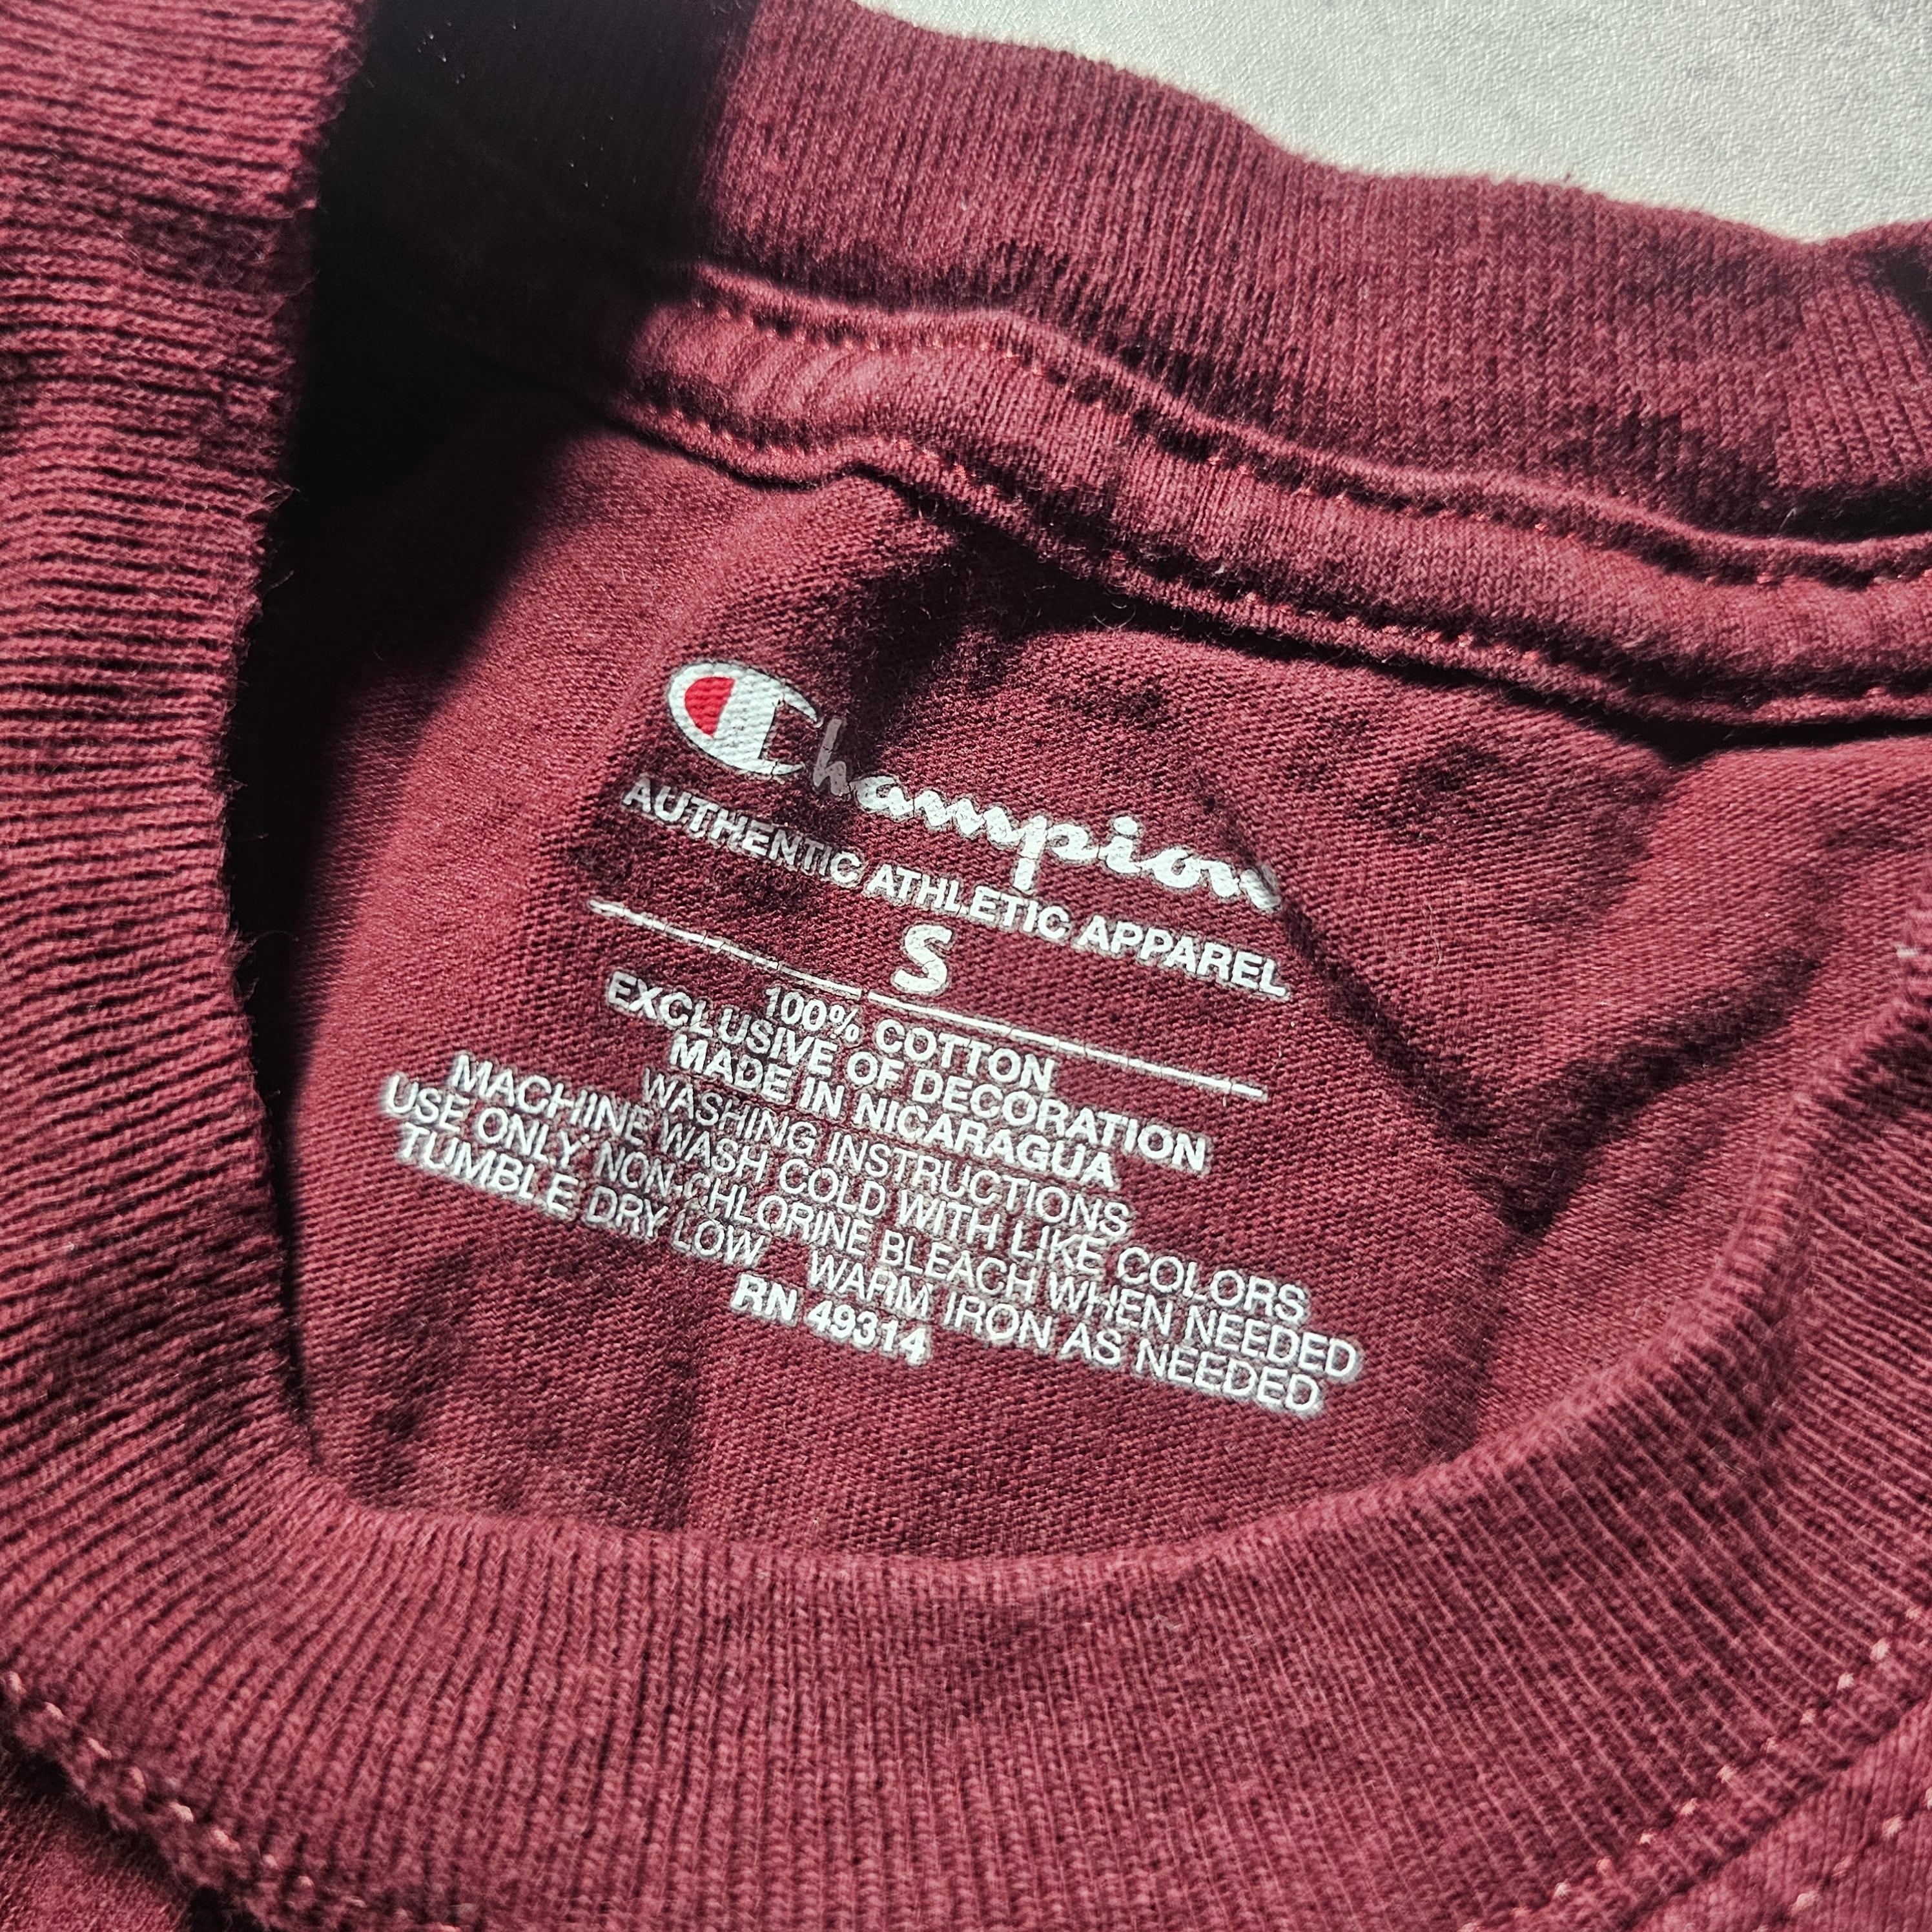 Champion
AUTHENTIC ATHLETIC APPAREL
S
100% COTTON
EXCLUSIVE OF DECORATION
MADE IN NICARAGUA
WASHING INSTRUCTIONS
MACHINE WASH COLD WITH LIKE COLORS
USE ONLY NON-CHLORINE BLEACH WHEN NEEDED
TUMBLE DRY LOW WARM IRON AS NEEDED
RN 49314